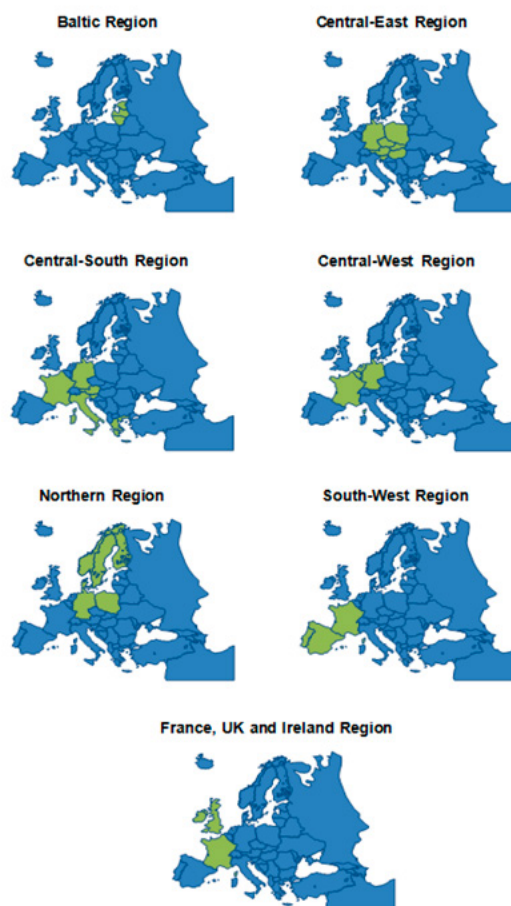 Baltic Region
Central-East Region
Central-South Region
Central-West Region
Northern Region
South-West Region
France, UK and Ireland Region